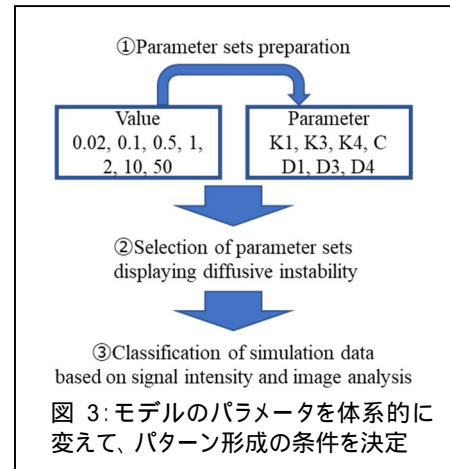 ①Parameter sets preparation
Value
0.02, 0.1, 0.5, 1,
2, 10, 50
Parameter
K1, K3, K4, C
D1, D3, D4
②Selection of parameter sets
displaying diffusive instability
③Classification of simulation data
based on signal intensity and image analysis
図 3:モデルのパラメータを体系的に
変えて、パターン形成の条件を決定